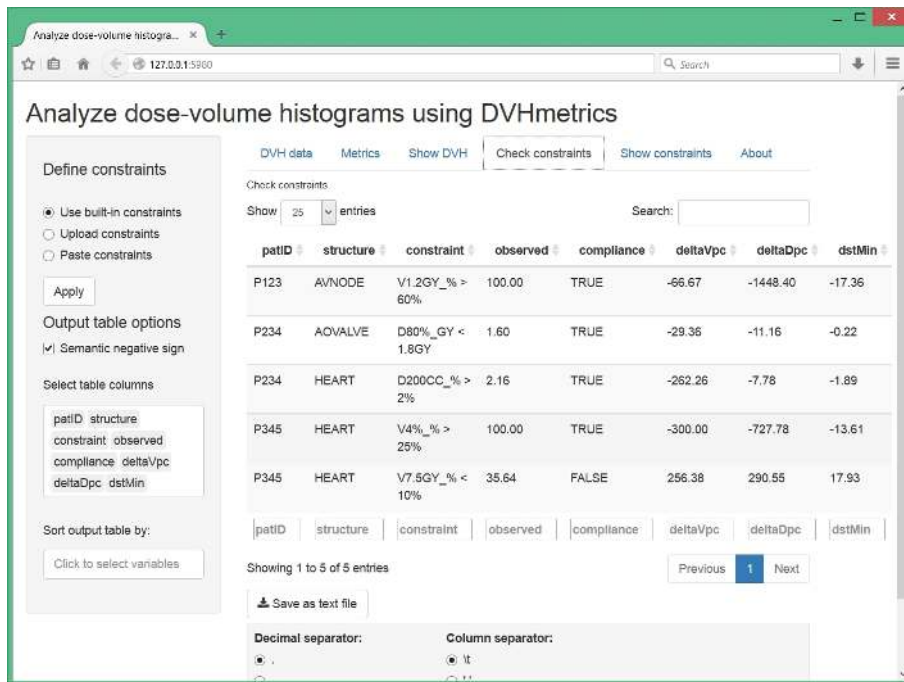 Analyze dose-volume histogra... × +
127.0.0.1:5960 Search
Analyze dose-volume histograms using DVHmetrics
Define constraints
Use built-in constraints
Upload constraints
Paste constraints
Apply
Output table options
Semantic negative sign
Select table columns
patID structure
constraint observed
compliance deltaVpc
deltaDpc dstMin
Sort output table by:
Click to select variables
DVH data Metrics Show DVH Check constraints Show constraints About
Check constraints
Show 25 entries Search:
patID structure constraint observed compliance deltaVpc deltaDpc dstMin
P123 AVNODE V1.2GY_% > 100.00 TRUE -66.67 -1448.40 -17.36
60%
P234 AOVALVE D80%_GY < 1.60 TRUE -29.36 -11.16 -0.22
1.8GY
P234 HEART D200CC_% > 2.16 TRUE -262.26 -7.78 -1.89
2%
P345 HEART V4%_% > 100.00 TRUE -300.00 -727.78 -13.61
25%
P345 HEART V7.5GY_% < 35.64 FALSE 256.38 290.55 17.93
10%
patID structure constraint observed compliance deltaVpc deltaDpc dstMin
Showing 1 to 5 of 5 entries Previous 1 Next
Save as text file
Decimal separator: Column separator:
. \t